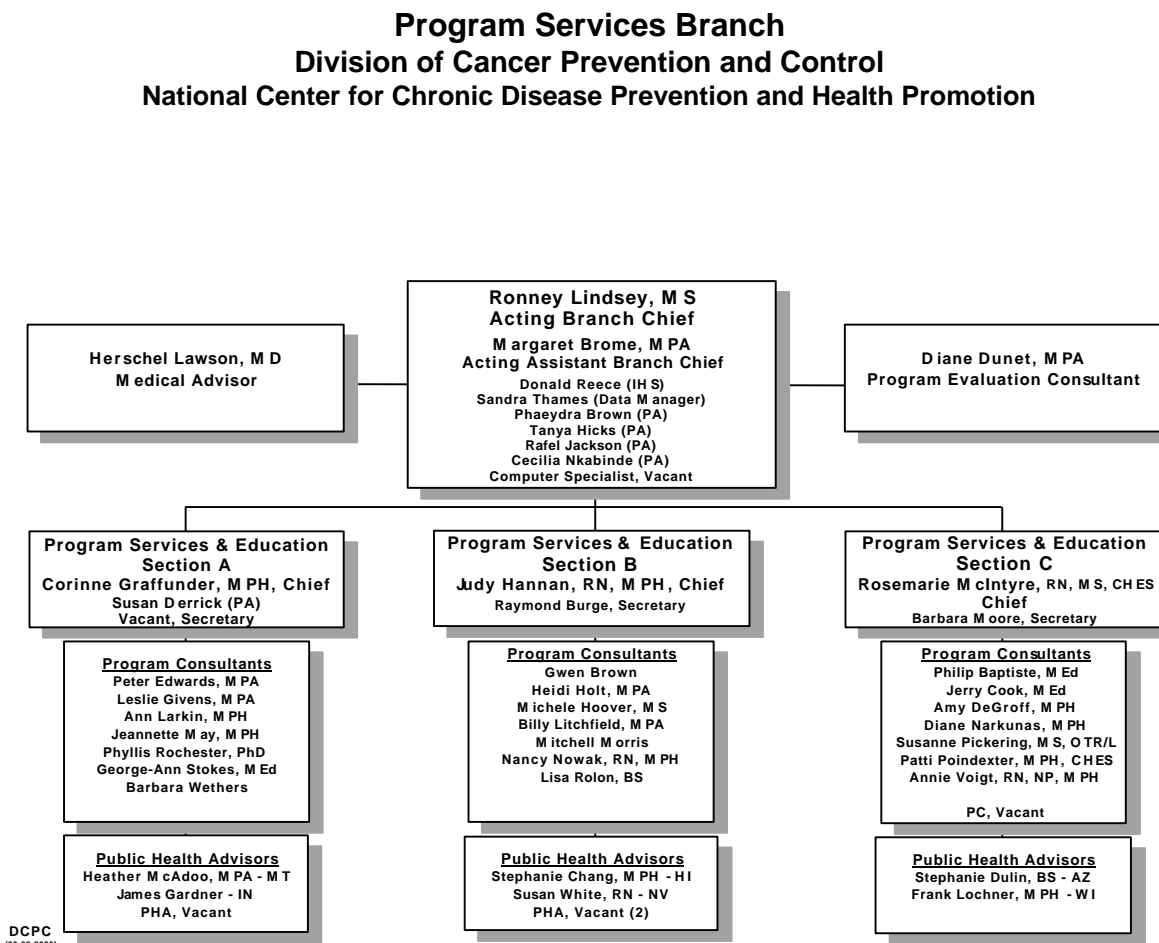 Program Services Branch
Division of Cancer Prevention and Control
National Center for Chronic Disease Prevention and Health Promotion
Ronney Lindsey, MS
Acting Branch Chief
Margaret Brome, MPA
Acting Assistant Branch Chief
Donald Reece (IHS)
Sandra Thames (Data Manager)
Phaeydra Brown (PA)
Tanya Hicks (PA)
Rafel Jackson (PA)
Cecilia Nkabinde (PA)
Computer Specialist, Vacant
Herschel Lawson, MD
Medical Advisor
Diane Dunet, MPA
Program Evaluation Consultant
Program Services & Education
Section A
Corinne Graffunder, MPH, Chief
Susan Derrick (PA)
Vacant, Secretary
Program Consultants
Peter Edwards, MPA
Leslie Givens, MPA
Ann Larkin, MPH
Jeannette May, MPH
Phyllis Rochester, PhD
George-Ann Stokes, MEd
Barbara Wethers
Public Health Advisors
Heather McAdoo, MPA - MT
James Gardner - IN
PHA, Vacant
Program Services & Education
Section B
Judy Hannan, RN, MPH, Chief
Raymond Burge, Secretary
Program Consultants
Gwen Brown
Heidi Holt, MPA
Michele Hoover, MS
Billy Litchfield, MPA
Mitchell Morris
Nancy Nowak, RN, MPH
Lisa Rolon, BS
Public Health Advisors
Stephanie Chang, MPH - HI
Susan White, RN - NV
PHA, Vacant (2)
Program Services & Education
Section C
Rosemarie McIntyre, RN, MS, CHES
Chief
Barbara Moore, Secretary
Program Consultants
Philip Baptiste, MEd
Jerry Cook, MEd
Amy DeGroff, MPH
Diane Narkunas, MPH
Susanne Pickering, MS, OTR/L
Patti Poindexter, MPH, CHES
Annie Voigt, RN, NP, MPH
PC, Vacant
Public Health Advisors
Stephanie Dulin, BS - AZ
Frank Lochner, MPH - WI
DCPC